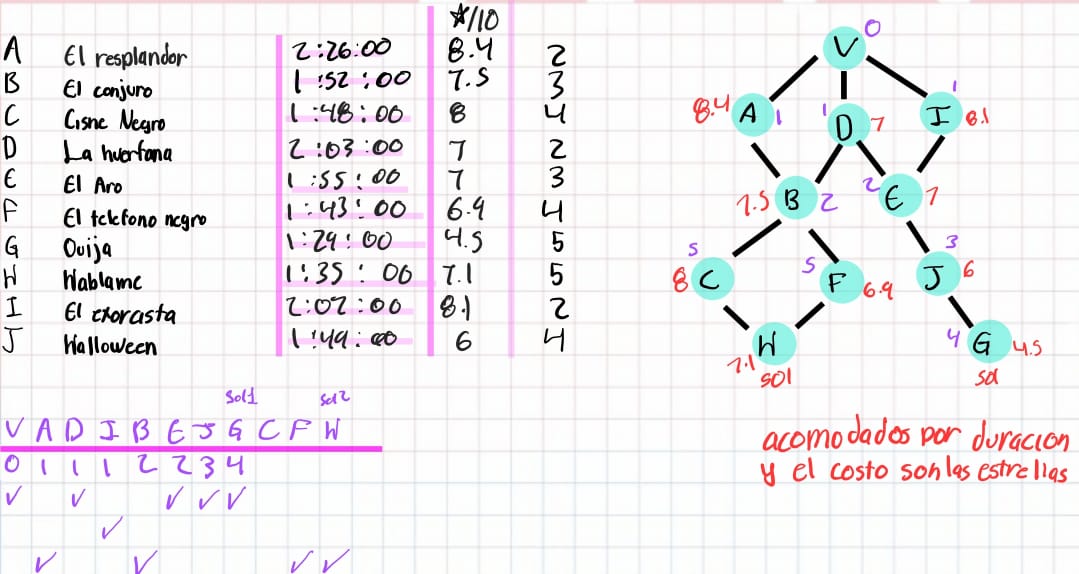 ☆/10
A El resplandor 2:26:00 8.4 2
B El conjuro 1:52:00 7.5 3
C Cisne Negro 1:48:00 8 4
D La huerfana 2:03:00 7 2
E El Aro 1:55:00 7 3
F El telefono negro 1:43:00 6.9 4
G Ouija 1:29:00 4.5 5
H Hablame 1:35:00 7.1 5
I El exorasta 2:02:00 8.1 2
J Halloween 1:49:00 6 4
V 0
8.4 A 1
1 D 7
1 I 8.1
7.5 B 2
2 E 7
5 8 C
5 F 6.9
3 J 6
7.1 H
sol
4 G 4.5
sol
sol1 sol2
V A D I B E J G C F H
0 1 1 1 2 2 3 4
✓ ✓ ✓ ✓ ✓
✓
✓ ✓ ✓ ✓
acomodados por duracion
y el costo son las estrellas